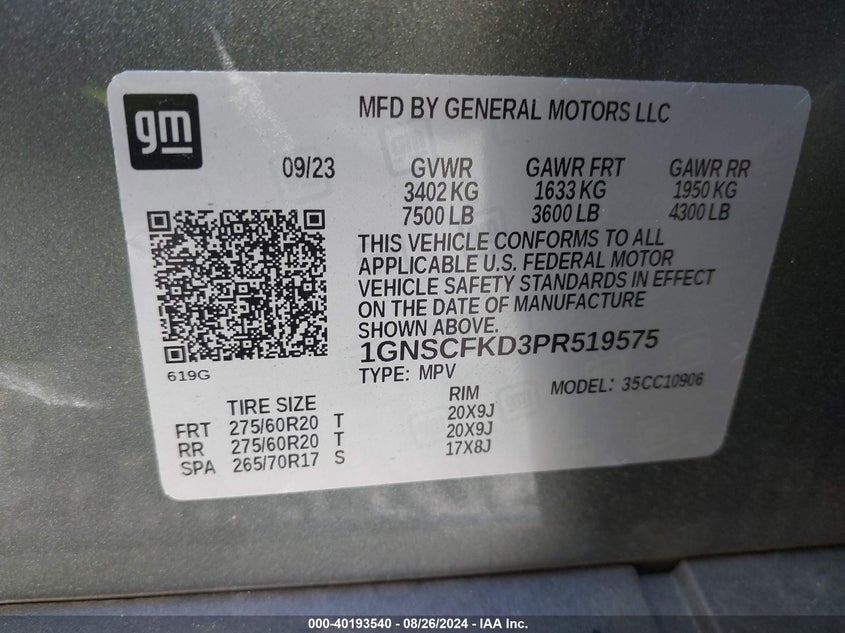 gm
MFD BY GENERAL MOTORS LLC
09/23 GVWR GAWR FRT GAWR RR
3402 KG 1633 KG 1950 KG
7500 LB 3600 LB 4300 LB
THIS VEHICLE CONFORMS TO ALL
APPLICABLE U.S. FEDERAL MOTOR
VEHICLE SAFETY STANDARDS IN EFFECT
ON THE DATE OF MANUFACTURE
SHOWN ABOVE.
1GNSCFKD3PR519575
619G
TYPE: MPV MODEL: 35CC10906
TIRE SIZE RIM
FRT 275/60R20 T 20X9J
RR 275/60R20 T 20X9J
SPA 265/70R17 S 17X8J
000-40193540 - 08/26/2024 - IAA Inc.